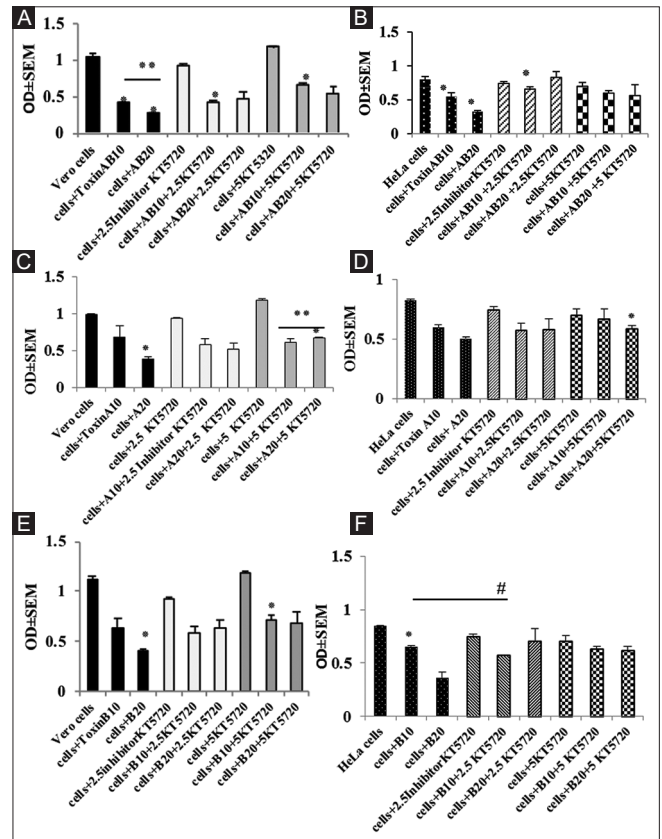 A
OD±SEM
1.5
1
0.5
0
**
*
*
*
*
Vero cells
cells+ToxinAB10
cells+AB20
cells+2.5Inhibitor KT5720
cells+AB10+2.5KT5720
cells+AB20+2.5KT5720
cells+5KT5320
cells+AB10+5KT5720
cells+AB20+5KT5720
B
OD±SEM
1.5
1
0.5
0
*
*
*
HeLa cells
cells+ToxinAB10
cells+AB20
cells+2.5InhibitorKT5720
cells+AB10 +2.5KT5720
cells+AB20 +2.5KT5720
cells+5KT5720
cells+AB10 +5KT5720
cells+AB20 +5 KT5720
C
OD±SEM
1.5
1
0.5
0
*
**
*
Vero cells
cells+ToxinA10
cells+A20
cells+2.5 KT5720
cells+A10+2.5 Inhibitor KT5720
cells+A20+2.5 KT5720
cells+5 KT5720
cells+A10+5 KT5720
cells+A20+5 KT5720
D
OD±SEM
1
0.5
0
*
HeLa cells
cells+Toxin A10
cells+ A20
cells+2.5 Inhibitor KT5720
cells+A10+2.5KT5720
cells+A20+2.5KT5720
cells+5KT5720
cells+A10+5KT5720
cells+A20+5KT5720
E
OD±SEM
1.5
1
0.5
0
*
*
Vero cells
cells+ToxinB10
cells+B20
cells+2.5inhibitorKT5720
cells+B10+2.5KT5720
cells+B20+2.5KT5720
cells+5KT5720
cells+B10+5KT5720
cells+B20+5KT5720
F
OD±SEM
1
0.5
0
*
#
HeLa cells
cells+B10
cells+B20
cells+2.5InhibitorKT5720
cells+B10+2.5 KT5720
cells+B20+2.5 KT5720
cells+5KT5720
cells+B10+5 KT5720
cells+B20+5 KT5720